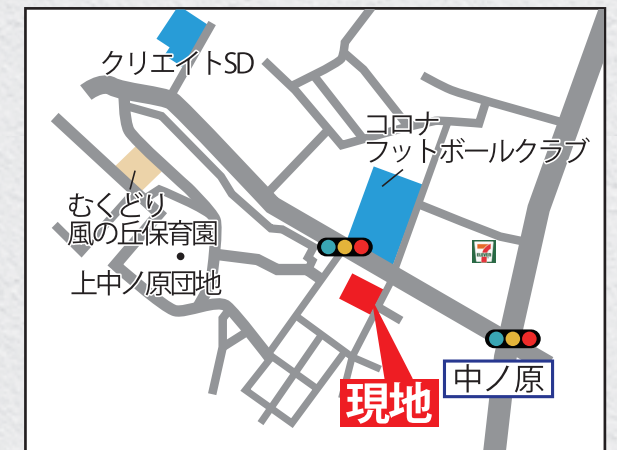 クリエイトSD
コロナ
フットボールクラブ
むくどり
風の丘保育園
上中ノ原団地
7
ELEVEN
現地
中ノ原